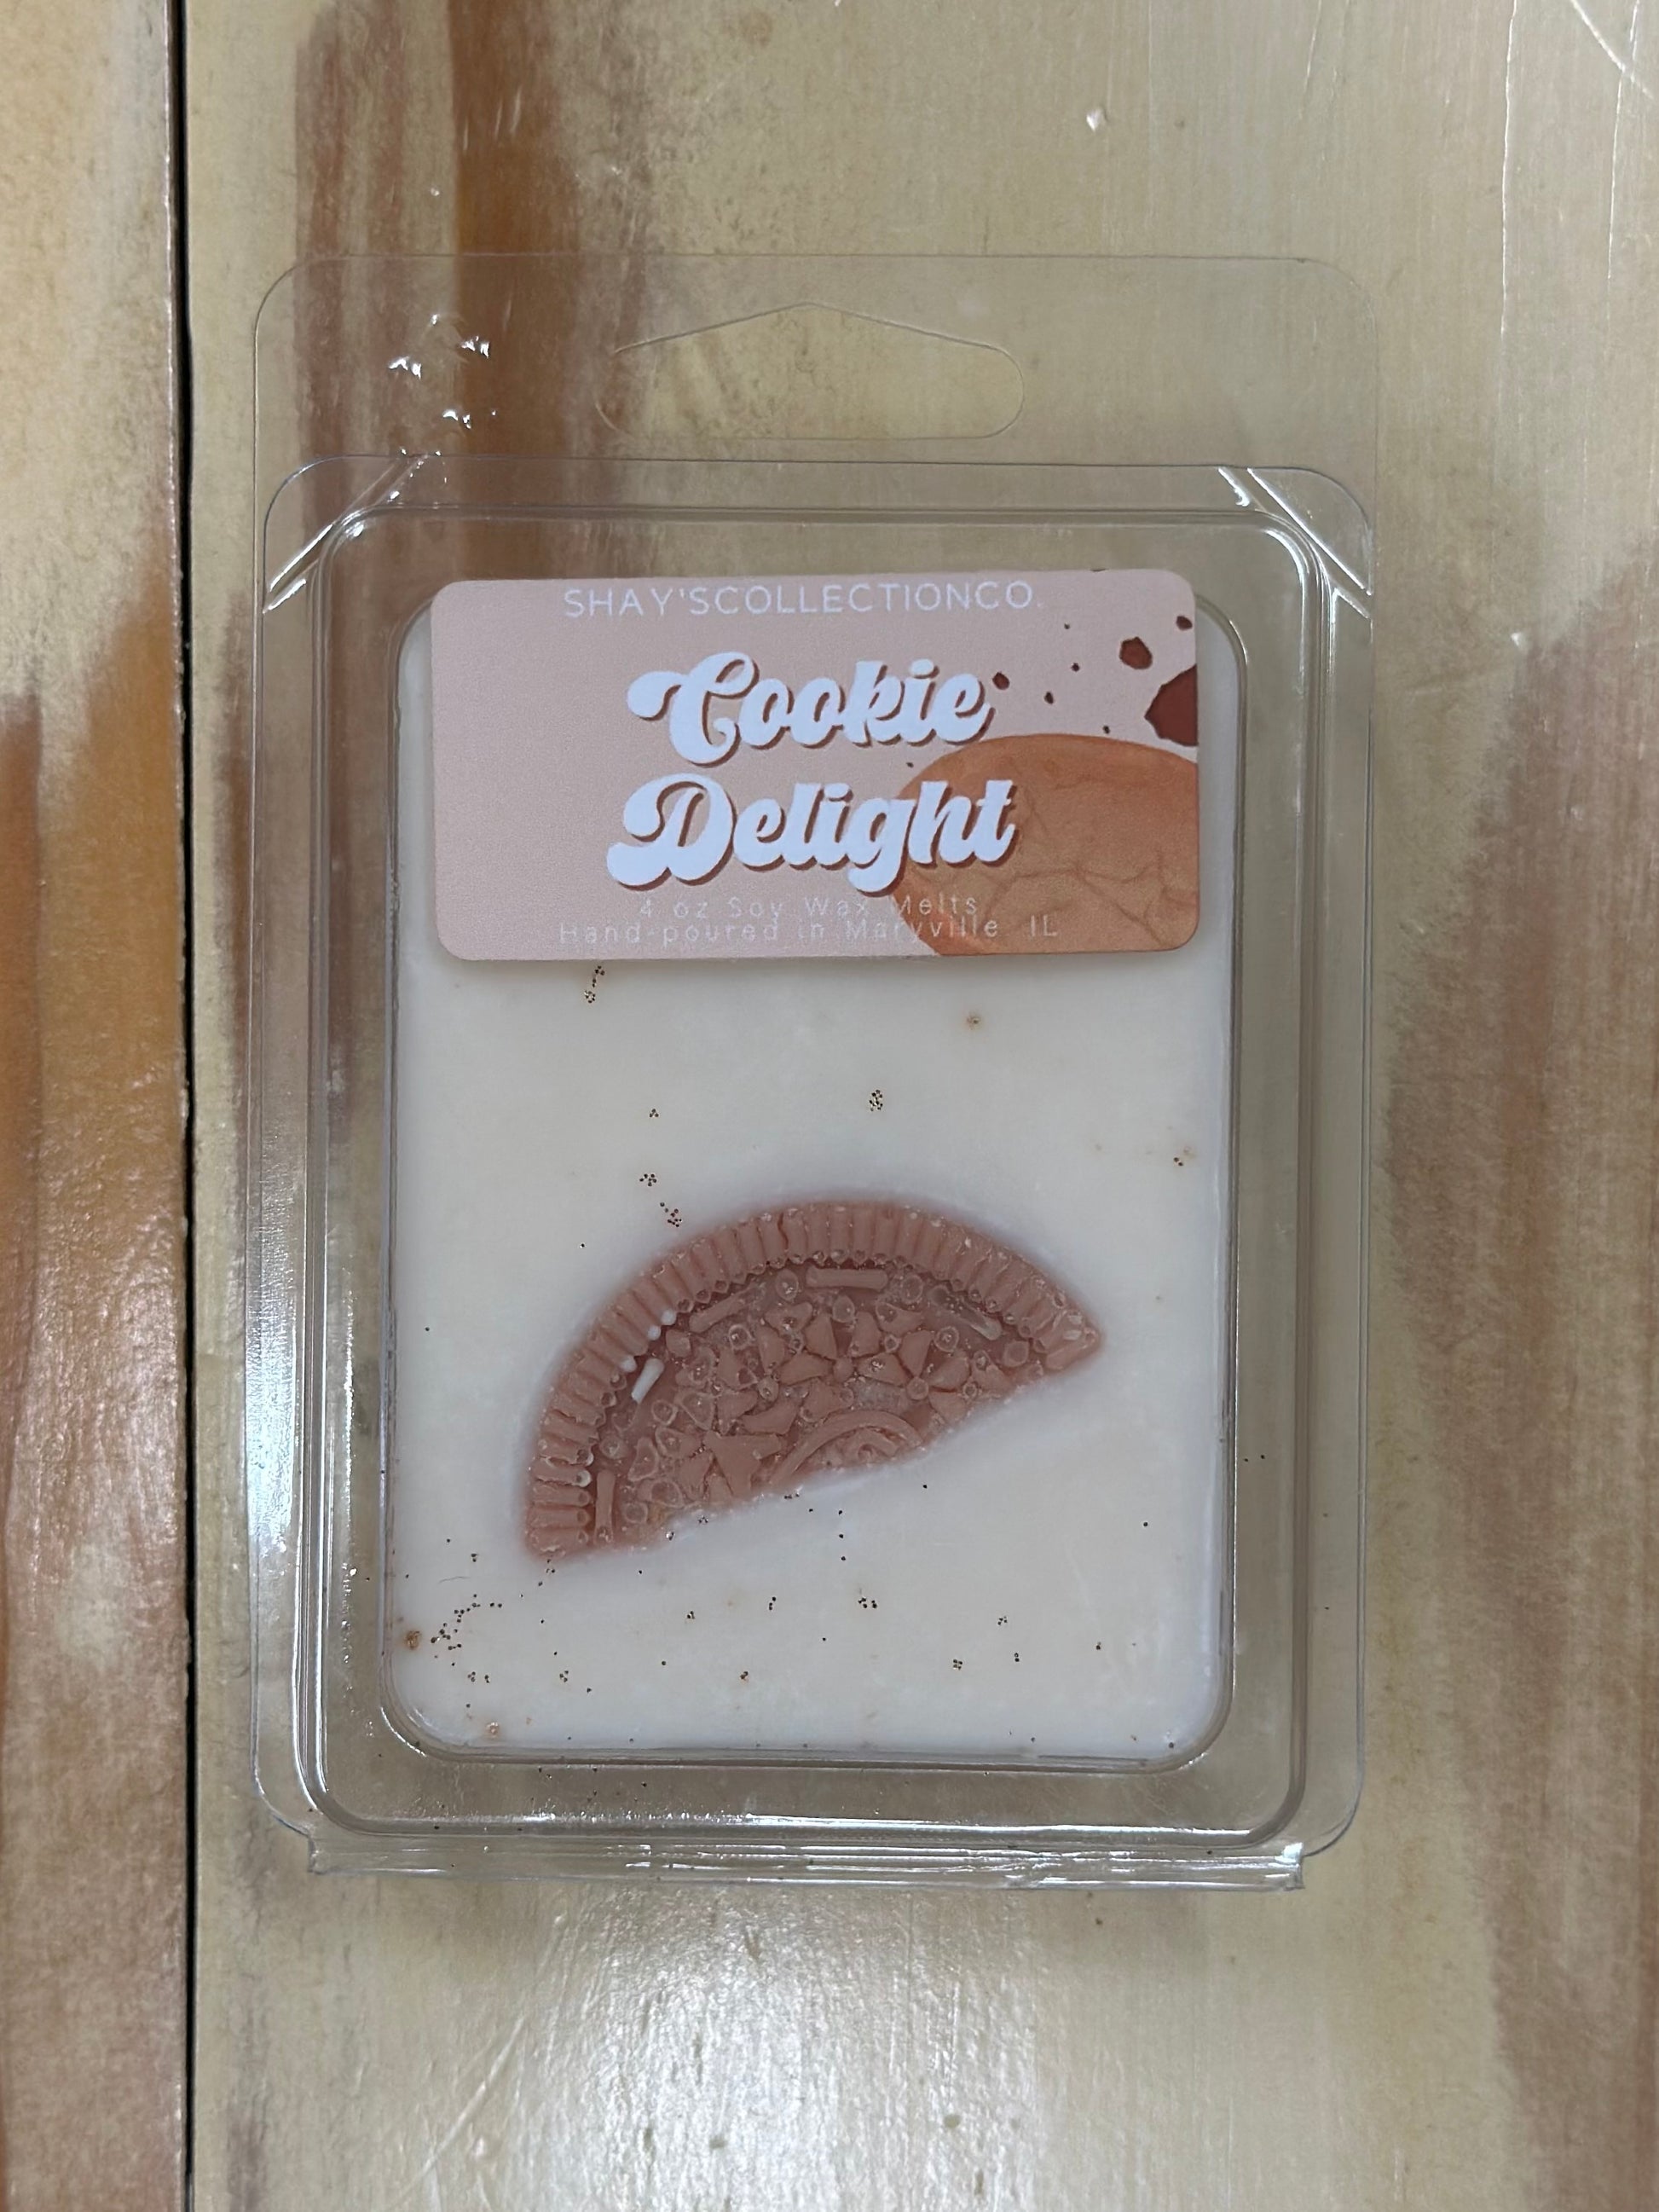 SHAY'SCOLLECTIONCO.
Cookie
Delight
4 oz Soy Wax Melts
Hand-poured in Maryville IL